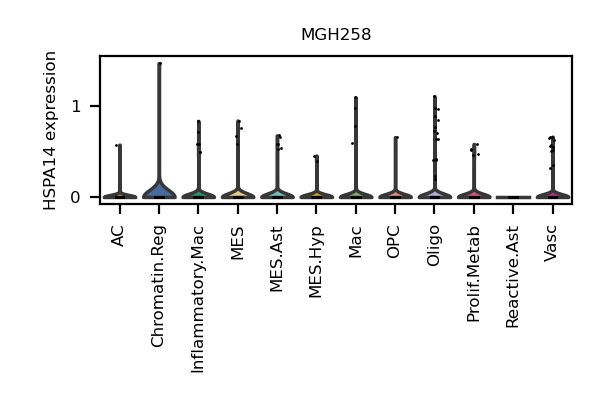 MGH258
HSPA14 expression
1
0
AC
Chromatin.Reg
Inflammatory.Mac
MES
MES.Ast
MES.Hyp
Mac
OPC
Oligo
Prolif.Metab
Reactive.Ast
Vasc